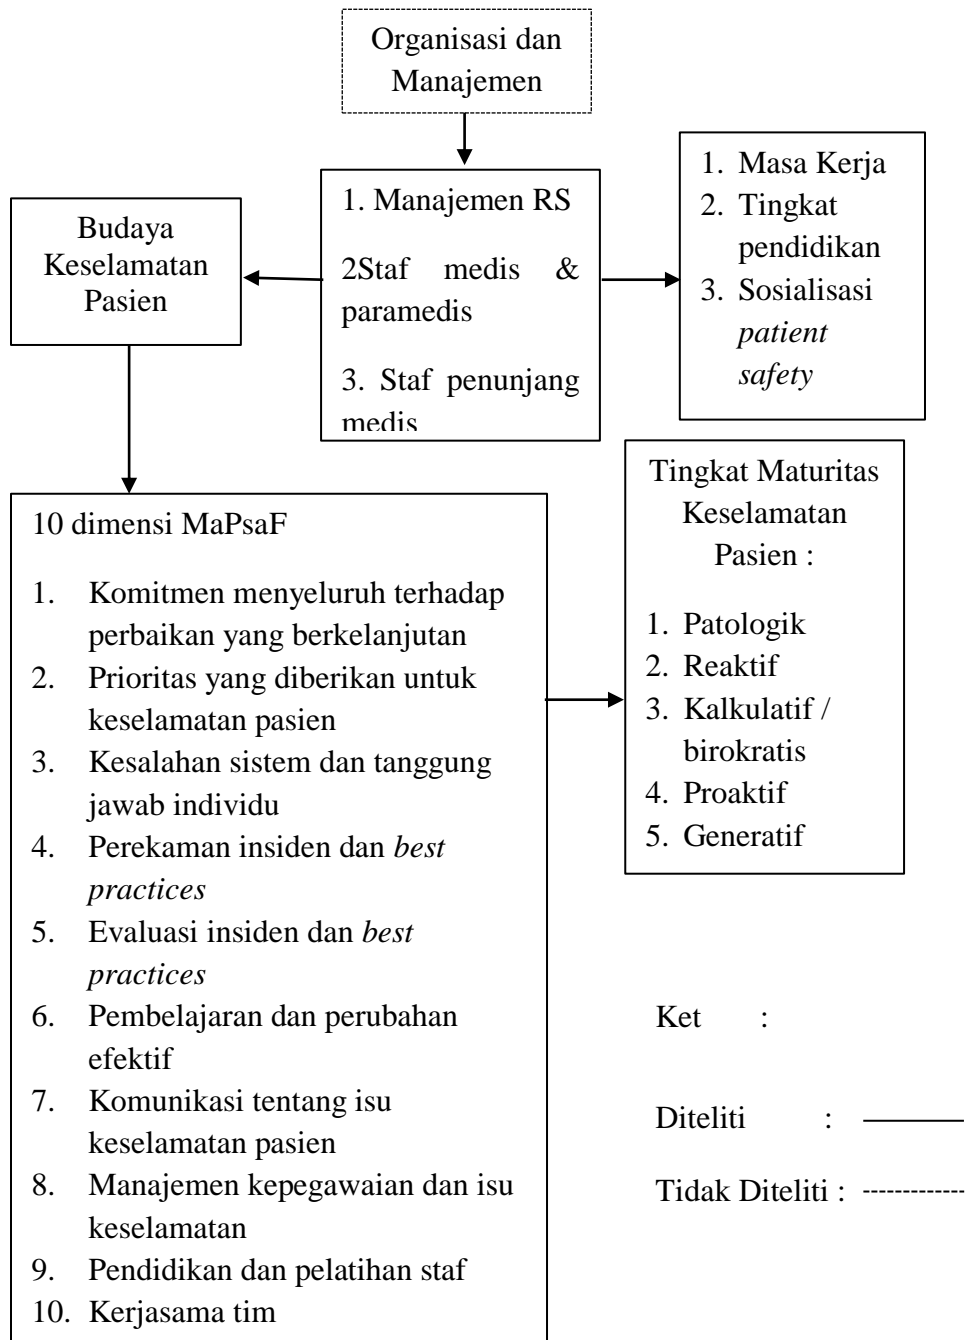 Organisasi dan
Manajemen
1. Manajemen RS
2Staf medis &
paramedis
3. Staf penunjang
medis
1. Masa Kerja
2. Tingkat
pendidikan
3. Sosialisasi
patient
safety
Budaya
Keselamatan
Pasien
10 dimensi MaPsaF
1. Komitmen menyeluruh terhadap
perbaikan yang berkelanjutan
2. Prioritas yang diberikan untuk
keselamatan pasien
3. Kesalahan sistem dan tanggung
jawab individu
4. Perekaman insiden dan best
practices
5. Evaluasi insiden dan best
practices
6. Pembelajaran dan perubahan
efektif
7. Komunikasi tentang isu
keselamatan pasien
8. Manajemen kepegawaian dan isu
keselamatan
9. Pendidikan dan pelatihan staf
10. Kerjasama tim
Tingkat Maturitas
Keselamatan
Pasien :
1. Patologik
2. Reaktif
3. Kalkulatif /
birokratis
4. Proaktif
5. Generatif
Ket :
Diteliti :
Tidak Diteliti :